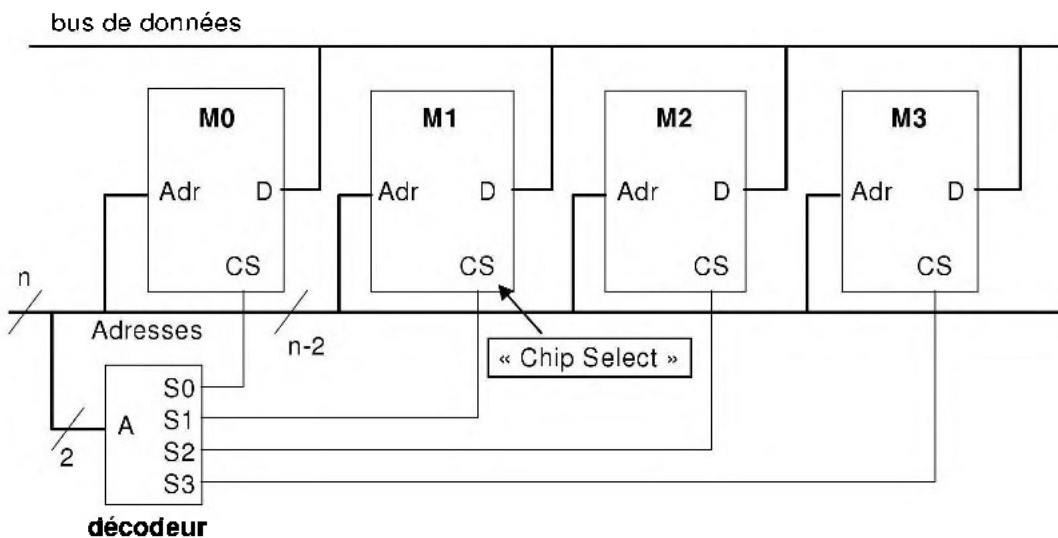 bus de données
M0 M1 M2 M3
Adr D Adr D Adr D Adr D
CS CS CS CS
n
Adresses
n-2
« Chip Select »
S0
A S1
2 S2
S3
décodeur